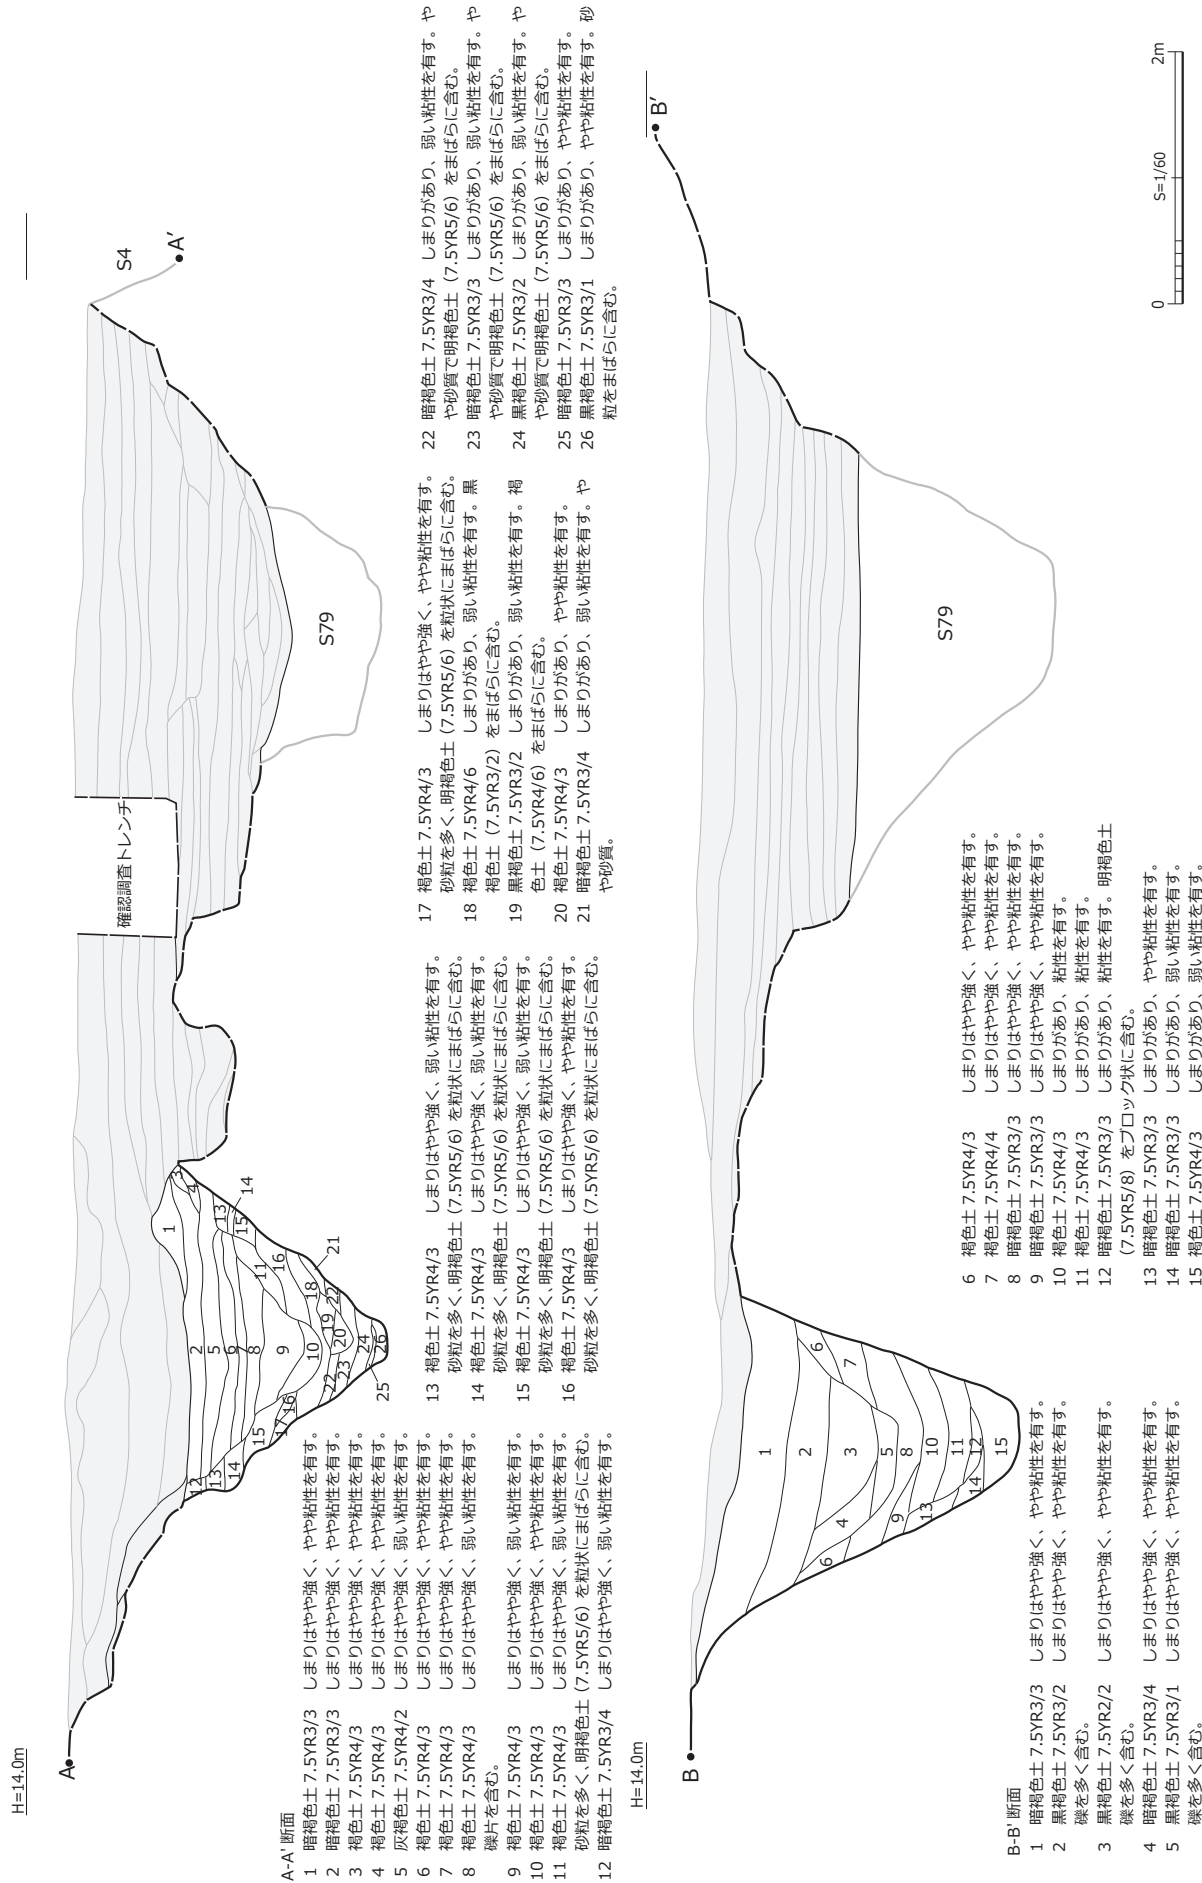 H=14.0m
A
A′
S4
確認調査トレンチ
S79
1
2
3
4
5
6
8
9
10
11
12
13
13
14
14
15
15
16
16
17
18
19
20
21
22
22
23
24
25
26
A-A' 断面
1 暗褐色土 7.5YR3/3 しまりはやや強く、やや粘性を有す。
2 暗褐色土 7.5YR3/3 しまりはやや強く、やや粘性を有す。
3 褐色土 7.5YR4/3 しまりはやや強く、やや粘性を有す。
4 褐色土 7.5YR4/3 しまりはやや強く、やや粘性を有す。
5 灰褐色土 7.5YR4/2 しまりはやや強く、弱い粘性を有す。
6 褐色土 7.5YR4/3 しまりはやや強く、やや粘性を有す。
7 褐色土 7.5YR4/3 しまりはやや強く、やや粘性を有す。
8 褐色土 7.5YR4/3 しまりはやや強く、弱い粘性を有す。
礫片を含む。
9 褐色土 7.5YR4/3 しまりはやや強く、弱い粘性を有す。
10 褐色土 7.5YR4/3 しまりはやや強く、やや粘性を有す。
11 褐色土 7.5YR4/3 しまりはやや強く、弱い粘性を有す。
砂粒を多く、明褐色土（7.5YR5/6）を粒状にまばらに含む。
12 暗褐色土 7.5YR3/4 しまりはやや強く、弱い粘性を有す。
13 褐色土 7.5YR4/3 しまりはやや強く、弱い粘性を有す。
砂粒を多く、明褐色土（7.5YR5/6）を粒状にまばらに含む。
14 褐色土 7.5YR4/3 しまりはやや強く、弱い粘性を有す。
砂粒を多く、明褐色土（7.5YR5/6）を粒状にまばらに含む。
15 褐色土 7.5YR4/3 しまりはやや強く、弱い粘性を有す。
砂粒を多く、明褐色土（7.5YR5/6）を粒状にまばらに含む。
16 褐色土 7.5YR4/3 しまりはやや強く、やや粘性を有す。
砂粒を多く、明褐色土（7.5YR5/6）を粒状にまばらに含む。
17 褐色土 7.5YR4/3 しまりはやや強く、やや粘性を有す。
砂粒を多く、明褐色土（7.5YR5/6）を粒状にまばらに含む。
18 褐色土 7.5YR4/6 しまりがあり、弱い粘性を有す。黒
褐色土（7.5YR3/2）をまばらに含む。
19 黒褐色土 7.5YR3/2 しまりがあり、弱い粘性を有す。褐
色土（7.5YR4/6）をまばらに含む。
20 褐色土 7.5YR4/3 しまりがあり、やや粘性を有す。
21 暗褐色土 7.5YR3/4 しまりがあり、弱い粘性を有す。や
や砂質。
22 暗褐色土 7.5YR3/4 しまりがあり、弱い粘性を有す。や
や砂質で明褐色土（7.5YR5/6）をまばらに含む。
23 暗褐色土 7.5YR3/3 しまりがあり、弱い粘性を有す。や
や砂質で明褐色土（7.5YR5/6）をまばらに含む。
24 黒褐色土 7.5YR3/2 しまりがあり、弱い粘性を有す。や
や砂質で明褐色土（7.5YR5/6）をまばらに含む。
25 暗褐色土 7.5YR3/3 しまりがあり、やや粘性を有す。
26 黒褐色土 7.5YR3/1 しまりがあり、やや粘性を有す。砂
粒をまばらに含む。
H=14.0m
B
B′
S79
1
2
3
4
5
6
6
7
8
9
10
11
12
13
14
15
B-B' 断面
1 暗褐色土 7.5YR3/3 しまりはやや強く、やや粘性を有す。
2 黒褐色土 7.5YR3/2 しまりはやや強く、やや粘性を有す。
礫を多く含む。
3 黒褐色土 7.5YR2/2 しまりはやや強く、やや粘性を有す。
礫を多く含む。
4 暗褐色土 7.5YR3/4 しまりはやや強く、やや粘性を有す。
5 黒褐色土 7.5YR3/1 しまりはやや強く、やや粘性を有す。
礫を多く含む。
6 褐色土 7.5YR4/3 しまりはやや強く、やや粘性を有す。
7 褐色土 7.5YR4/4 しまりはやや強く、やや粘性を有す。
8 暗褐色土 7.5YR3/3 しまりはやや強く、やや粘性を有す。
9 暗褐色土 7.5YR3/3 しまりはやや強く、やや粘性を有す。
10 褐色土 7.5YR4/3 しまりがあり、粘性を有す。
11 褐色土 7.5YR4/3 しまりがあり、粘性を有す。
12 暗褐色土 7.5YR3/3 しまりがあり、粘性を有す。明褐色土
（7.5YR5/8）をブロック状に含む。
13 暗褐色土 7.5YR3/3 しまりがあり、やや粘性を有す。
14 暗褐色土 7.5YR3/3 しまりがあり、弱い粘性を有す。
15 褐色土 7.5YR4/3 しまりがあり、弱い粘性を有す。
0 S=1/60 2m